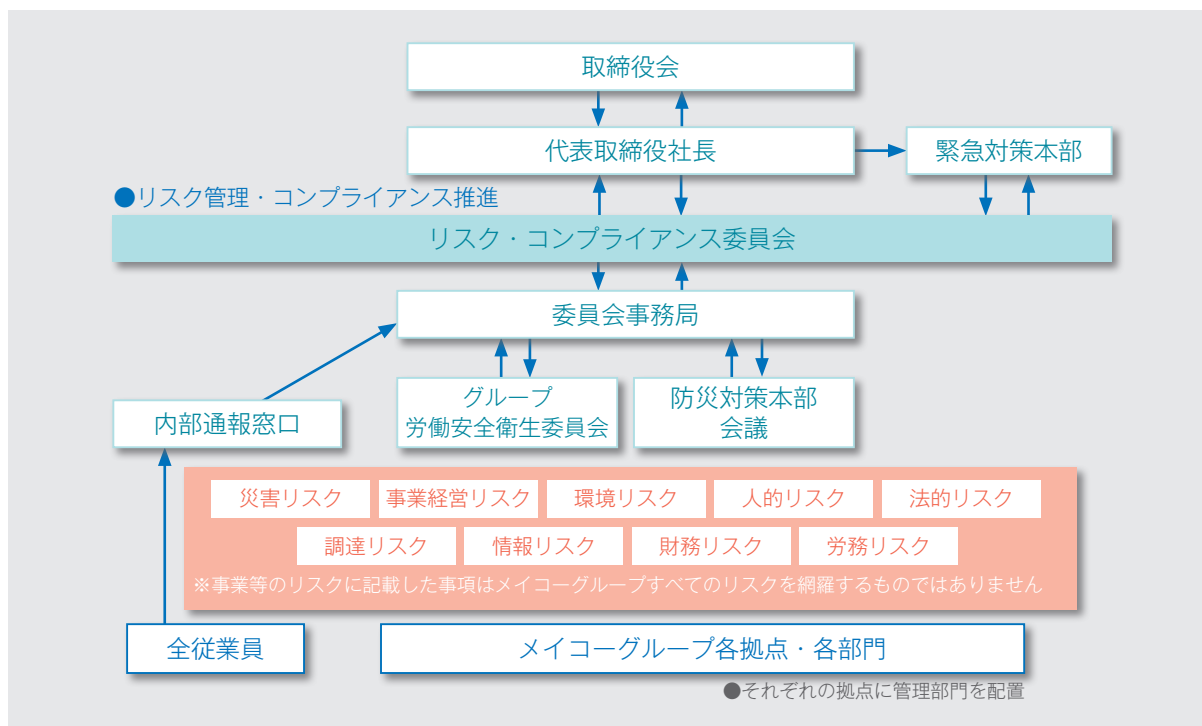 取締役会
代表取締役社長
緊急対策本部
●リスク管理・コンプライアンス推進
リスク・コンプライアンス委員会
委員会事務局
グループ
労働安全衛生委員会
防災対策本部
会議
内部通報窓口
災害リスク
事業経営リスク
環境リスク
人的リスク
法的リスク
調達リスク
情報リスク
財務リスク
労務リスク
※事業等のリスクに記載した事項はメイコーグループすべてのリスクを網羅するものではありません
全従業員
メイコーグループ各拠点・各部門
●それぞれの拠点に管理部門を配置